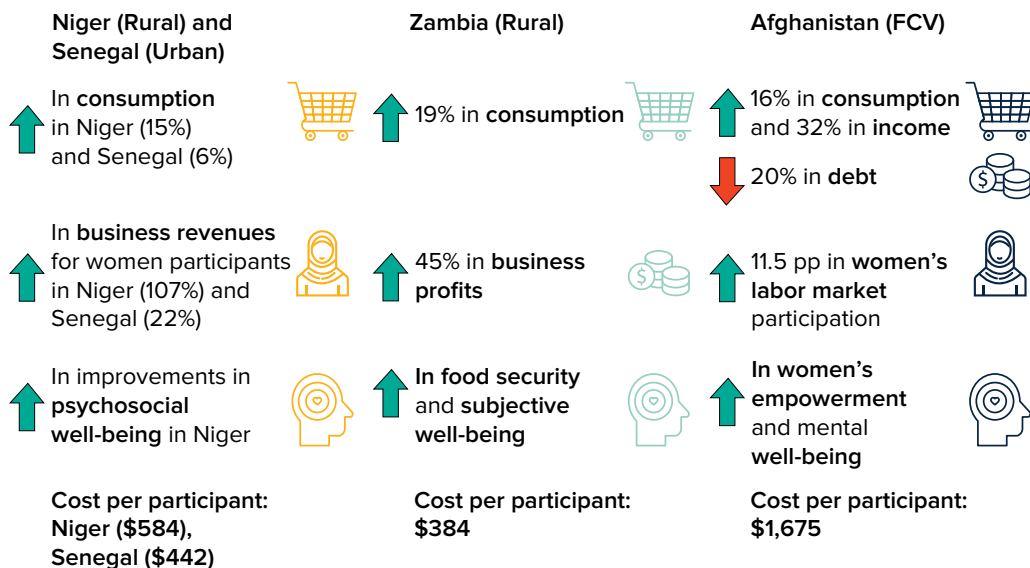 Niger (Rural) and
Senegal (Urban)
In consumption
in Niger (15%)
and Senegal (6%)
In business revenues
for women participants
in Niger (107%) and
Senegal (22%)
In improvements in
psychosocial
well-being in Niger
Cost per participant:
Niger ($584),
Senegal ($442)
Zambia (Rural)
19% in consumption
45% in business
profits
In food security
and subjective
well-being
Cost per participant:
$384
Afghanistan (FCV)
16% in consumption
and 32% in income
20% in debt
$
11.5 pp in women’s
labor market
participation
In women’s
empowerment
and mental
well-being
Cost per participant:
$1,675
$